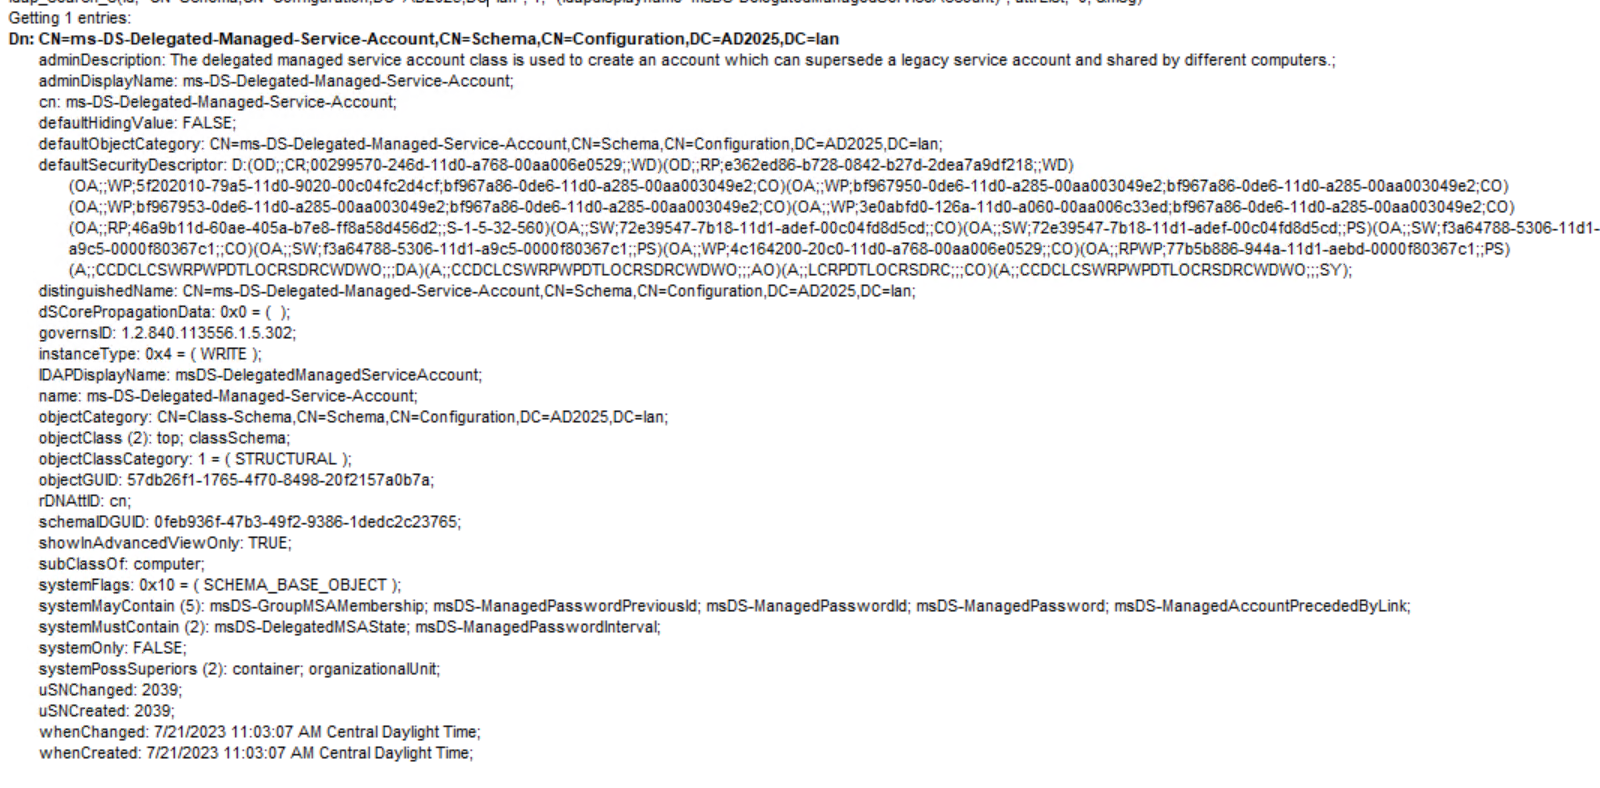 Getting 1 entries:
Dn: CN=ms-DS-Delegated-Managed-Service-Account,CN=Schema,CN=Configuration,DC=AD2025,DC=lan
adminDescription: The delegated managed service account class is used to create an account which can supersede a legacy service account and shared by different computers.;
adminDisplayName: ms-DS-Delegated-Managed-Service-Account;
cn: ms-DS-Delegated-Managed-Service-Account;
defaultHidingValue: FALSE;
defaultObjectCategory: CN=ms-DS-Delegated-Managed-Service-Account,CN=Schema,CN=Configuration,DC=AD2025,DC=lan;
defaultSecurityDescriptor: D:(OD;;CR;00299570-246d-11d0-a768-00aa006e0529;;WD)(OD;;RP;e362ed86-b728-0842-b27d-2dea7a9df218;;WD)
(OA;;WP;5f202010-79a5-11d0-9020-00c04fc2d4cf;bf967a86-0de6-11d0-a285-00aa003049e2;CO)(OA;;WP;bf967950-0de6-11d0-a285-00aa003049e2;bf967a86-0de6-11d0-a285-00aa003049e2;CO)
(OA;;WP;bf967953-0de6-11d0-a285-00aa003049e2;bf967a86-0de6-11d0-a285-00aa003049e2;CO)(OA;;WP;3e0abfd0-126a-11d0-a060-00aa006c33ed;bf967a86-0de6-11d0-a285-00aa003049e2;CO)
(OA;;RP;46a9b11d-60ae-405a-b7e8-ff8a58d456d2;;S-1-5-32-560)(OA;;SW;72e39547-7b18-11d1-adef-00c04fd8d5cd;;CO)(OA;;SW;72e39547-7b18-11d1-adef-00c04fd8d5cd;;PS)(OA;;SW;f3a64788-5306-11d1-
a9c5-0000f80367c1;;CO)(OA;;SW;f3a64788-5306-11d1-a9c5-0000f80367c1;;PS)(OA;;WP;4c164200-20c0-11d0-a768-00aa006e0529;;CO)(OA;;RPWP;77b5b886-944a-11d1-aebd-0000f80367c1;;PS)
(A;;CCDCLCSWRPWPDTLOCRSDRCWDWO;;;DA)(A;;CCDCLCSWRPWPDTLOCRSDRCWDWO;;;AO)(A;;LCRPDTLOCRSDRC;;;CO)(A;;CCDCLCSWRPWPDTLOCRSDRCWDWO;;;SY);
distinguishedName: CN=ms-DS-Delegated-Managed-Service-Account,CN=Schema,CN=Configuration,DC=AD2025,DC=lan;
dSCorePropagationData: 0x0 = (  );
governsID: 1.2.840.113556.1.5.302;
instanceType: 0x4 = ( WRITE );
lDAPDisplayName: msDS-DelegatedManagedServiceAccount;
name: ms-DS-Delegated-Managed-Service-Account;
objectCategory: CN=Class-Schema,CN=Schema,CN=Configuration,DC=AD2025,DC=lan;
objectClass (2): top; classSchema;
objectClassCategory: 1 = ( STRUCTURAL );
objectGUID: 57db26f1-1765-4f70-8498-20f2157a0b7a;
rDNAttID: cn;
schemaIDGUID: 0feb936f-47b3-49f2-9386-1dedc2c23765;
showInAdvancedViewOnly: TRUE;
subClassOf: computer;
systemFlags: 0x10 = ( SCHEMA_BASE_OBJECT );
systemMayContain (5): msDS-GroupMSAMembership; msDS-ManagedPasswordPreviousId; msDS-ManagedPasswordId; msDS-ManagedPassword; msDS-ManagedAccountPrecededByLink;
systemMustContain (2): msDS-DelegatedMSAState; msDS-ManagedPasswordInterval;
systemOnly: FALSE;
systemPossSuperiors (2): container; organizationalUnit;
uSNChanged: 2039;
uSNCreated: 2039;
whenChanged: 7/21/2023 11:03:07 AM Central Daylight Time;
whenCreated: 7/21/2023 11:03:07 AM Central Daylight Time;